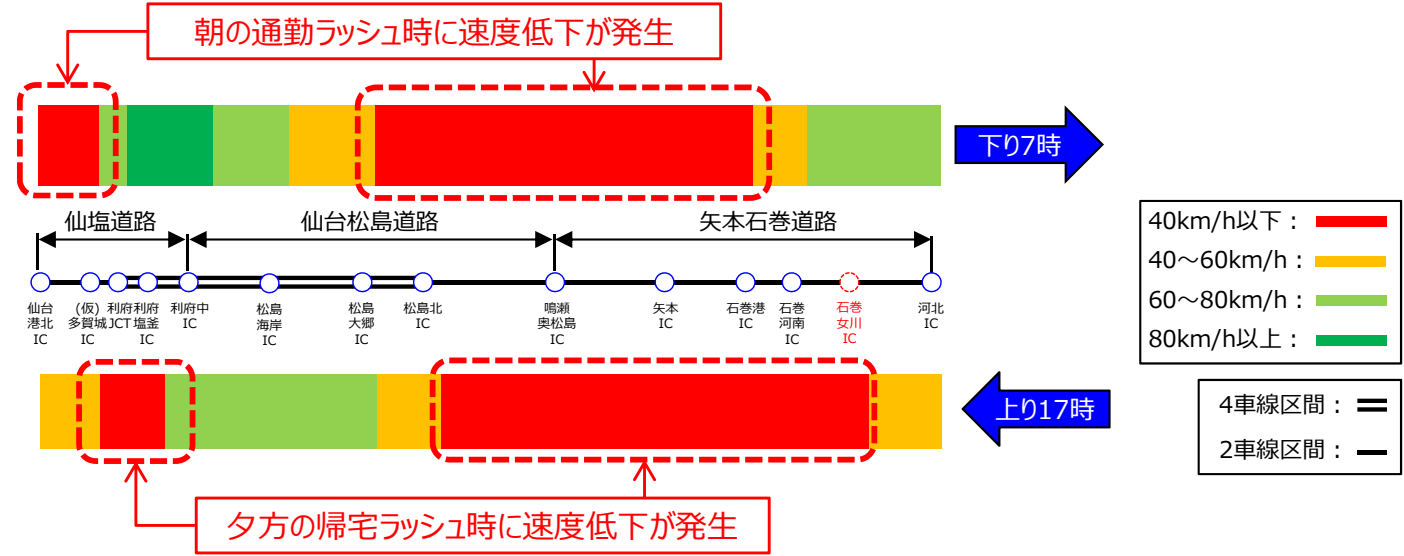 朝の通勤ラッシュ時に速度低下が発生
下り7時
仙塩道路
仙台松島道路
矢本石巻道路
仙台
港北
IC
(仮)
多賀城
IC
利府
JCT
利府
塩釜
IC
利府中
IC
松島
海岸
IC
松島
大郷
IC
松島北
IC
鳴瀬
奥松島
IC
矢本
IC
石巻港
IC
石巻
河南
IC
石巻
女川
IC
河北
IC
40km/h以下：
40～60km/h：
60～80km/h：
80km/h以上：
上り17時
4車線区間：
2車線区間：
夕方の帰宅ラッシュ時に速度低下が発生